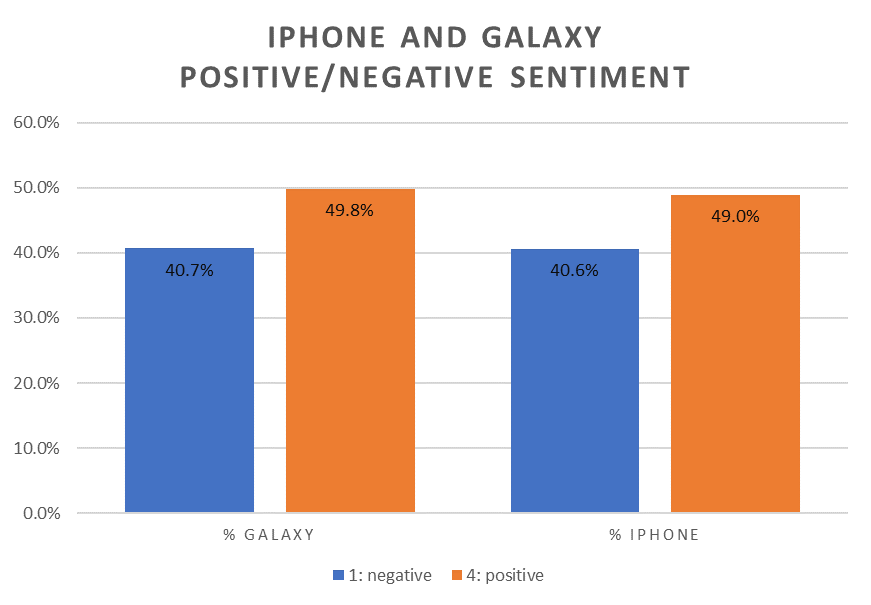 IPHONE AND GALAXY
POSITIVE/NEGATIVE SENTIMENT
60.0%
50.0%
40.0%
30.0%
20.0%
10.0%
0.0%
40.7%
49.8%
40.6%
49.0%
% GALAXY
% IPHONE
1: negative
4: positive